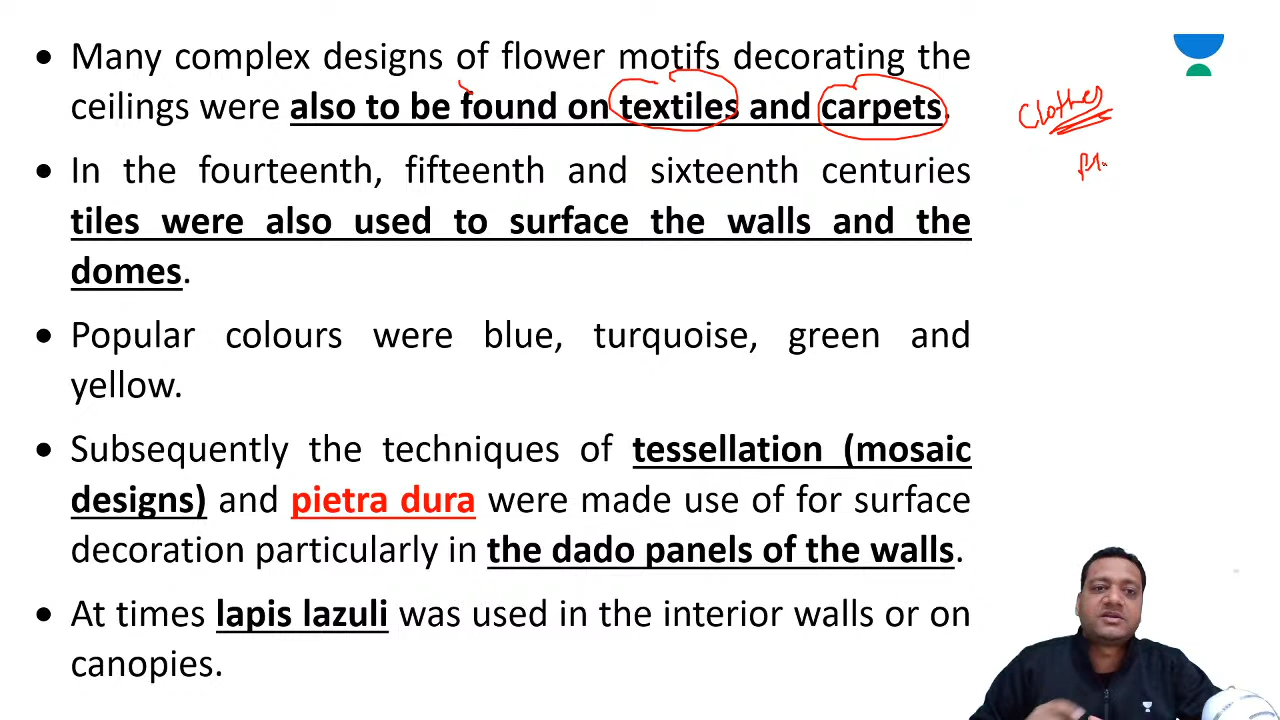 • Many complex designs of flower motifs decorating the
ceilings were also to be found on textiles and carpets.
Clothes
• In the fourteenth, fifteenth and sixteenth centuries
tiles were also used to surface the walls and the
domes.
• Popular colours were blue, turquoise, green and
yellow.
• Subsequently the techniques of tessellation (mosaic
designs) and pietra dura were made use of for surface
decoration particularly in the dado panels of the walls.
• At times lapis lazuli was used in the interior walls or on
canopies.